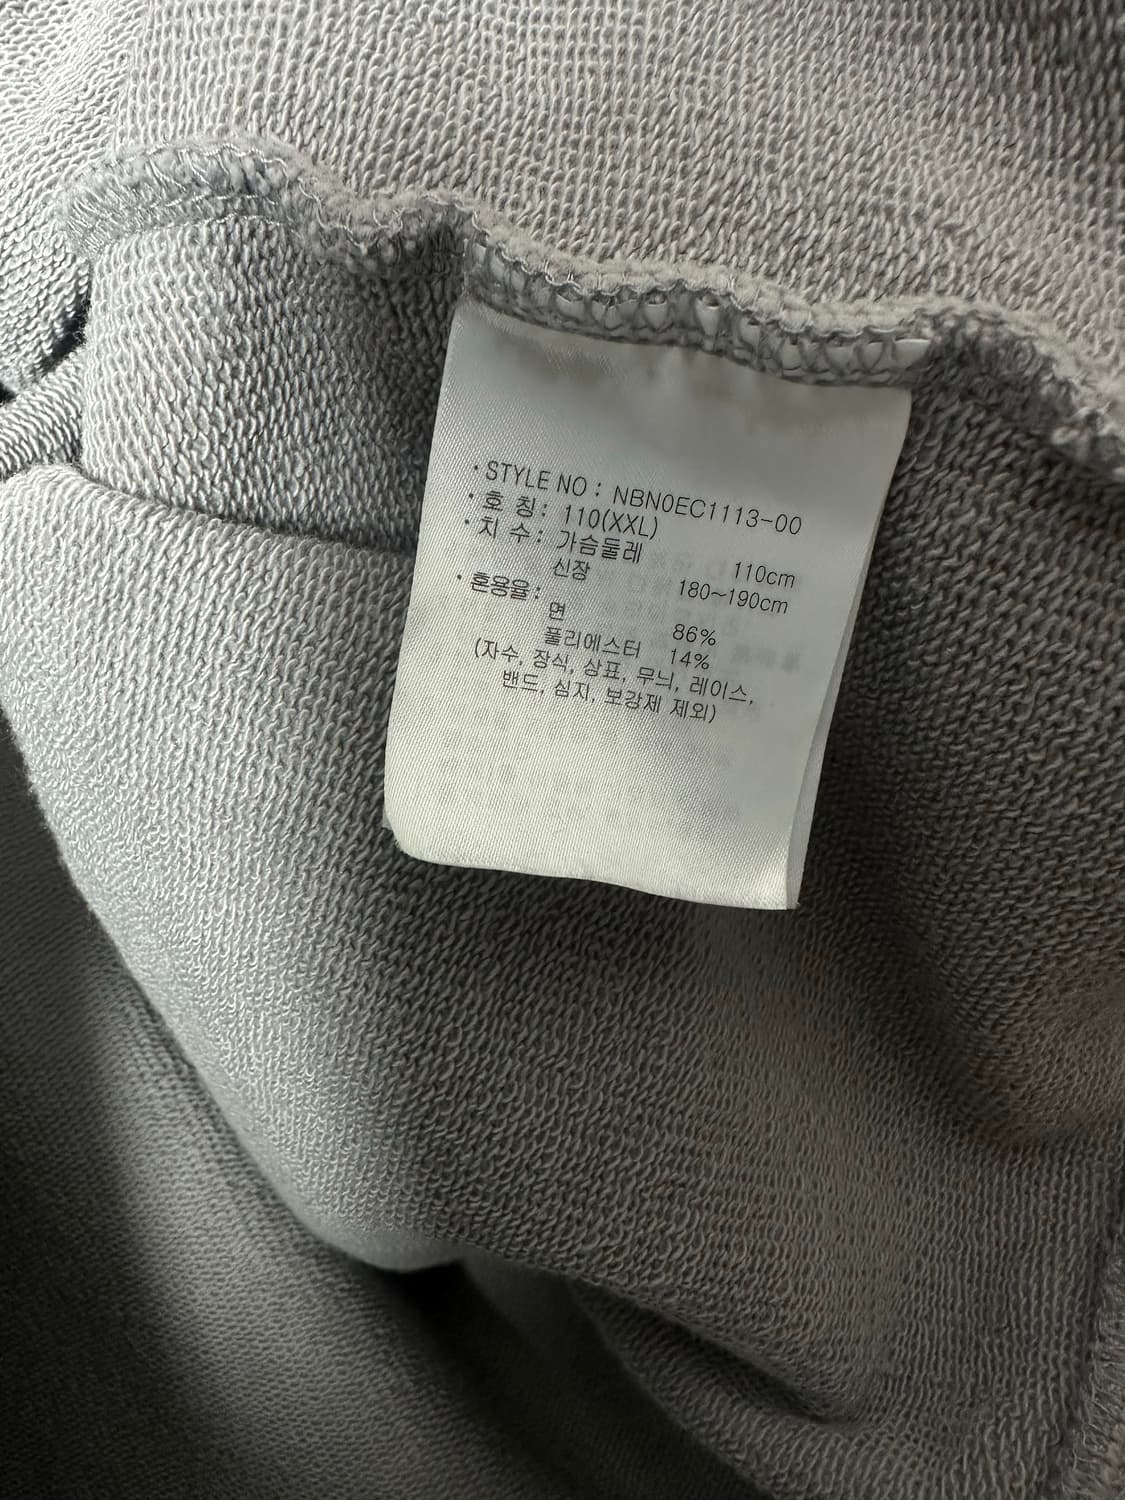 · STYLE NO : NBN0EC1113-00
· 호 칭 : 110(XXL)
· 치 수 : 가슴둘레 110cm
신장 180~190cm
· 혼용율 :
면 86%
폴리에스터 14%
(자수, 장식, 상표, 무늬, 레이스,
밴드, 심지, 보강제 제외)